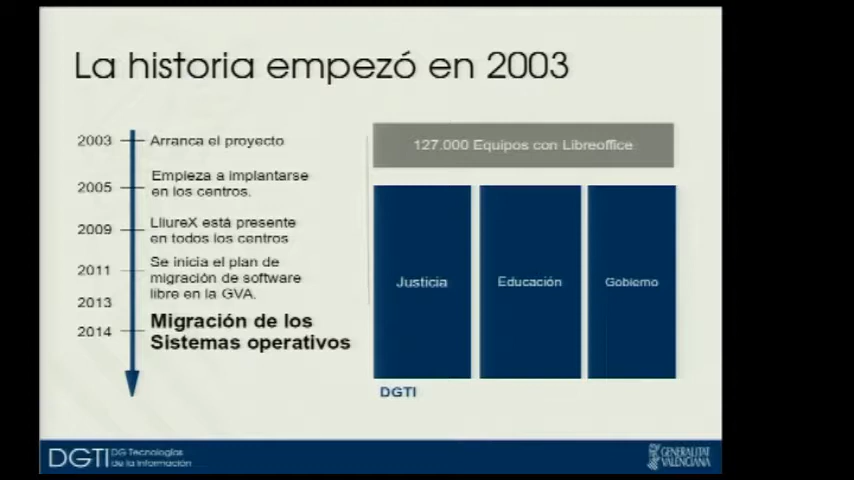 La historia empezó en 2003
2003
Arranca el proyecto
2005
Empieza a implantarse
en los centros.
2009
LliureX está presente
en todos los centros
2011
Se inicia el plan de
migración de software
libre en la GVA.
2013
2014
Migración de los
Sistemas operativos
127.000 Equipos con Libreoffice
Justicia
Educación
Gobierno
DGTI
DGTI
DG Tecnologías
de la Información
GENERALITAT
VALENCIANA